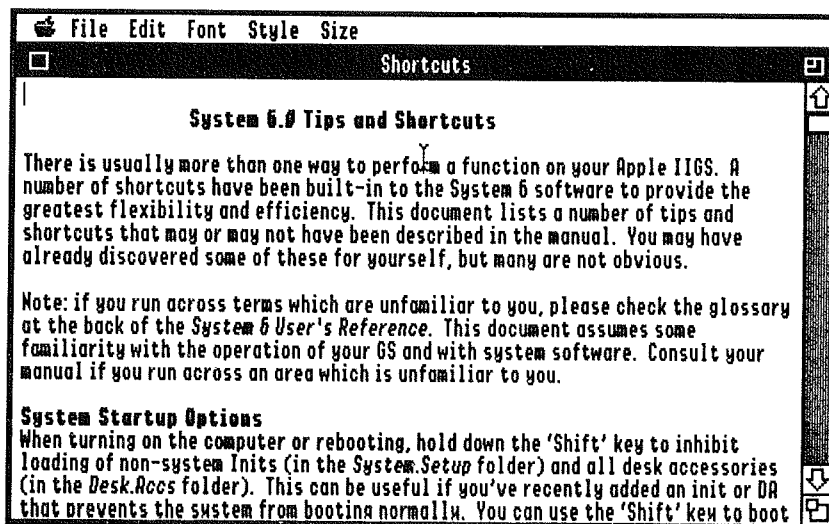 File Edit Font Style Size
Shortcuts
System 6.0 Tips and Shortcuts
There is usually more than one way to perform a function on your Apple IIGS. A
number of shortcuts have been built-in to the System 6 software to provide the
greatest flexibility and efficiency. This document lists a number of tips and
shortcuts that may or may not have been described in the manual. You may have
already discovered some of these for yourself, but many are not obvious.
Note: if you run across terms which are unfamiliar to you, please check the glossary
at the back of the System 6 User's Reference. This document assumes some
familiarity with the operation of your GS and with system software. Consult your
manual if you run across an area which is unfamiliar to you.
System Startup Options
When turning on the computer or rebooting, hold down the 'Shift' key to inhibit
loading of non-system Inits (in the System.Setup folder) and all desk accessories
(in the Desk.Accs folder). This can be useful if you've recently added an init or DA
that prevents the system from booting normally. You can use the 'Shift' key to boot